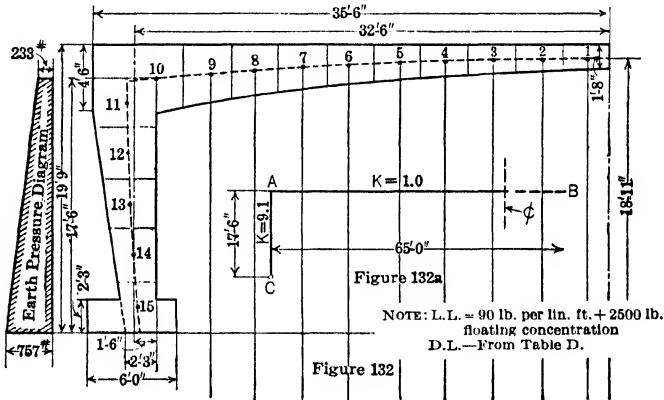 35'-6"
32'-6"
233#
4'-6"
10 9 8 7 6 5 4 3 2 1
1'-8"
11
12
13
14
15
Earth Pressure Diagram
19'9"
17'-6"
2'-3"
757#
1'-6"
2'-3"
6'-0"
18'-11"
A K=1.0 B
17'-6"
K=9.1
C
65'-0"
₵
Figure 132a
NOTE: L.L. = 90 lb. per lin. ft. + 2500 lb.
floating concentration
D.L.—From Table D.
Figure 132